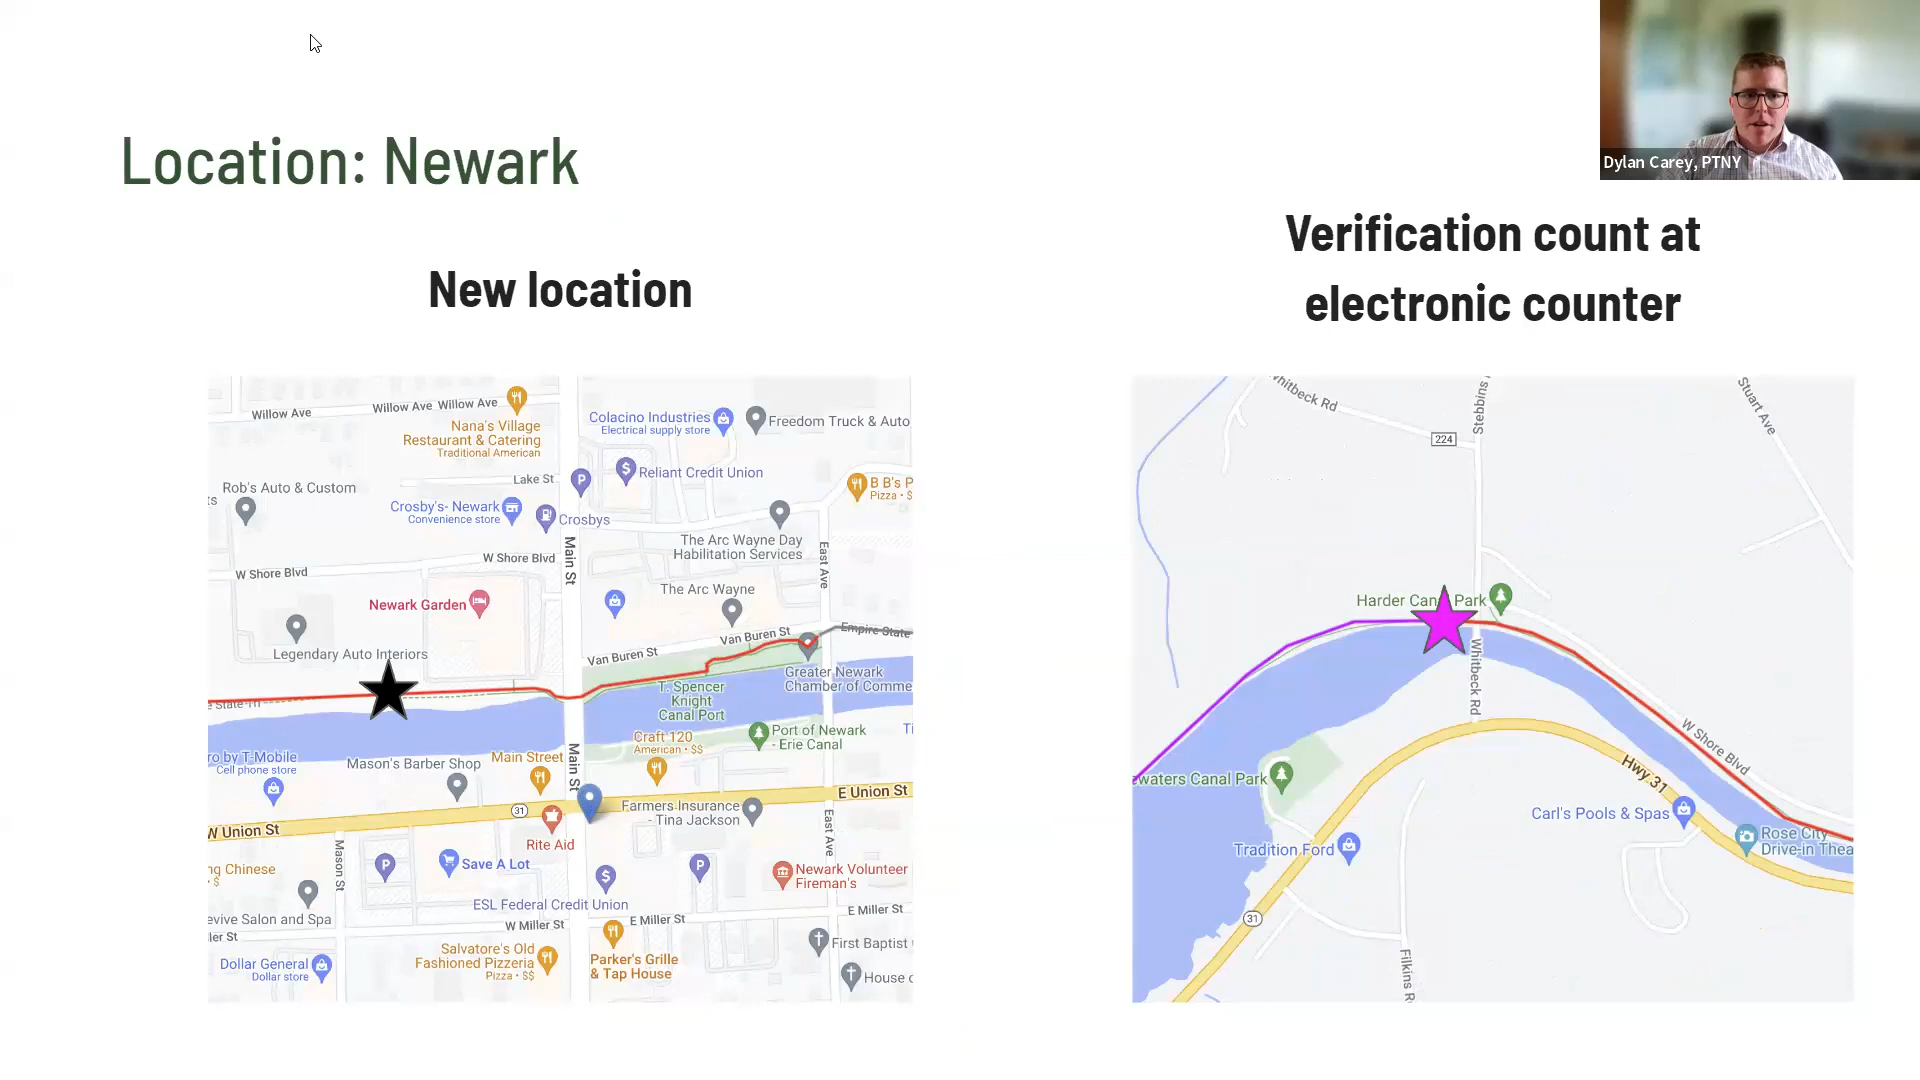 Dylan Carey, PTNY
Location: Newark
New location
Verification count at
electronic counter
Willow Ave
Willow Ave
Willow Ave
Nana's Village
Restaurant & Catering
Traditional American
Colacino Industries
Electrical supply store
Freedom Truck & Auto
Lake St
Reliant Credit Union
B B's P
Pizza • $
Rob's Auto & Custom
ts
P
Crosby's- Newark
Convenience store
Crosbys
The Arc Wayne Day
Habilitation Services
Main St
East Ave
W Shore Blvd
W Shore Blvd
Newark Garden
The Arc Wayne
Van Buren St
Empire State
Legendary Auto Interiors
Van Buren St
Greater Newark
Chamber of Comme
T. Spencer
Knight
Canal Port
Port of Newark
- Erie Canal
Ti
Craft 120
American • $$
ro by T-Mobile
Cell phone store
Mason's Barber Shop
Main Street
Main St
E Union St
31
Farmers Insurance
- Tina Jackson
W Union St
East Ave
Rite Aid
Mason St
P
Save A Lot
P
ng Chinese
$
Newark Volunteer
Fireman's
ESL Federal Credit Union
evive Salon and Spa
E Miller St
E Miller St
W Miller St
ler St
Salvatore's Old
Fashioned Pizzeria
Pizza • $$
Parker's Grille
& Tap House
First Baptist
Dollar General
Dollar store
House o
Whitbeck Rd
Stebbins
Stuart Ave
224
Harder Canal Park
Whitbeck Rd
W Shore Blvd
Hwy 31
ewaters Canal Park
Carl's Pools & Spas
Rose City
Drive-in Thea
Tradition Ford
31
Filkins R